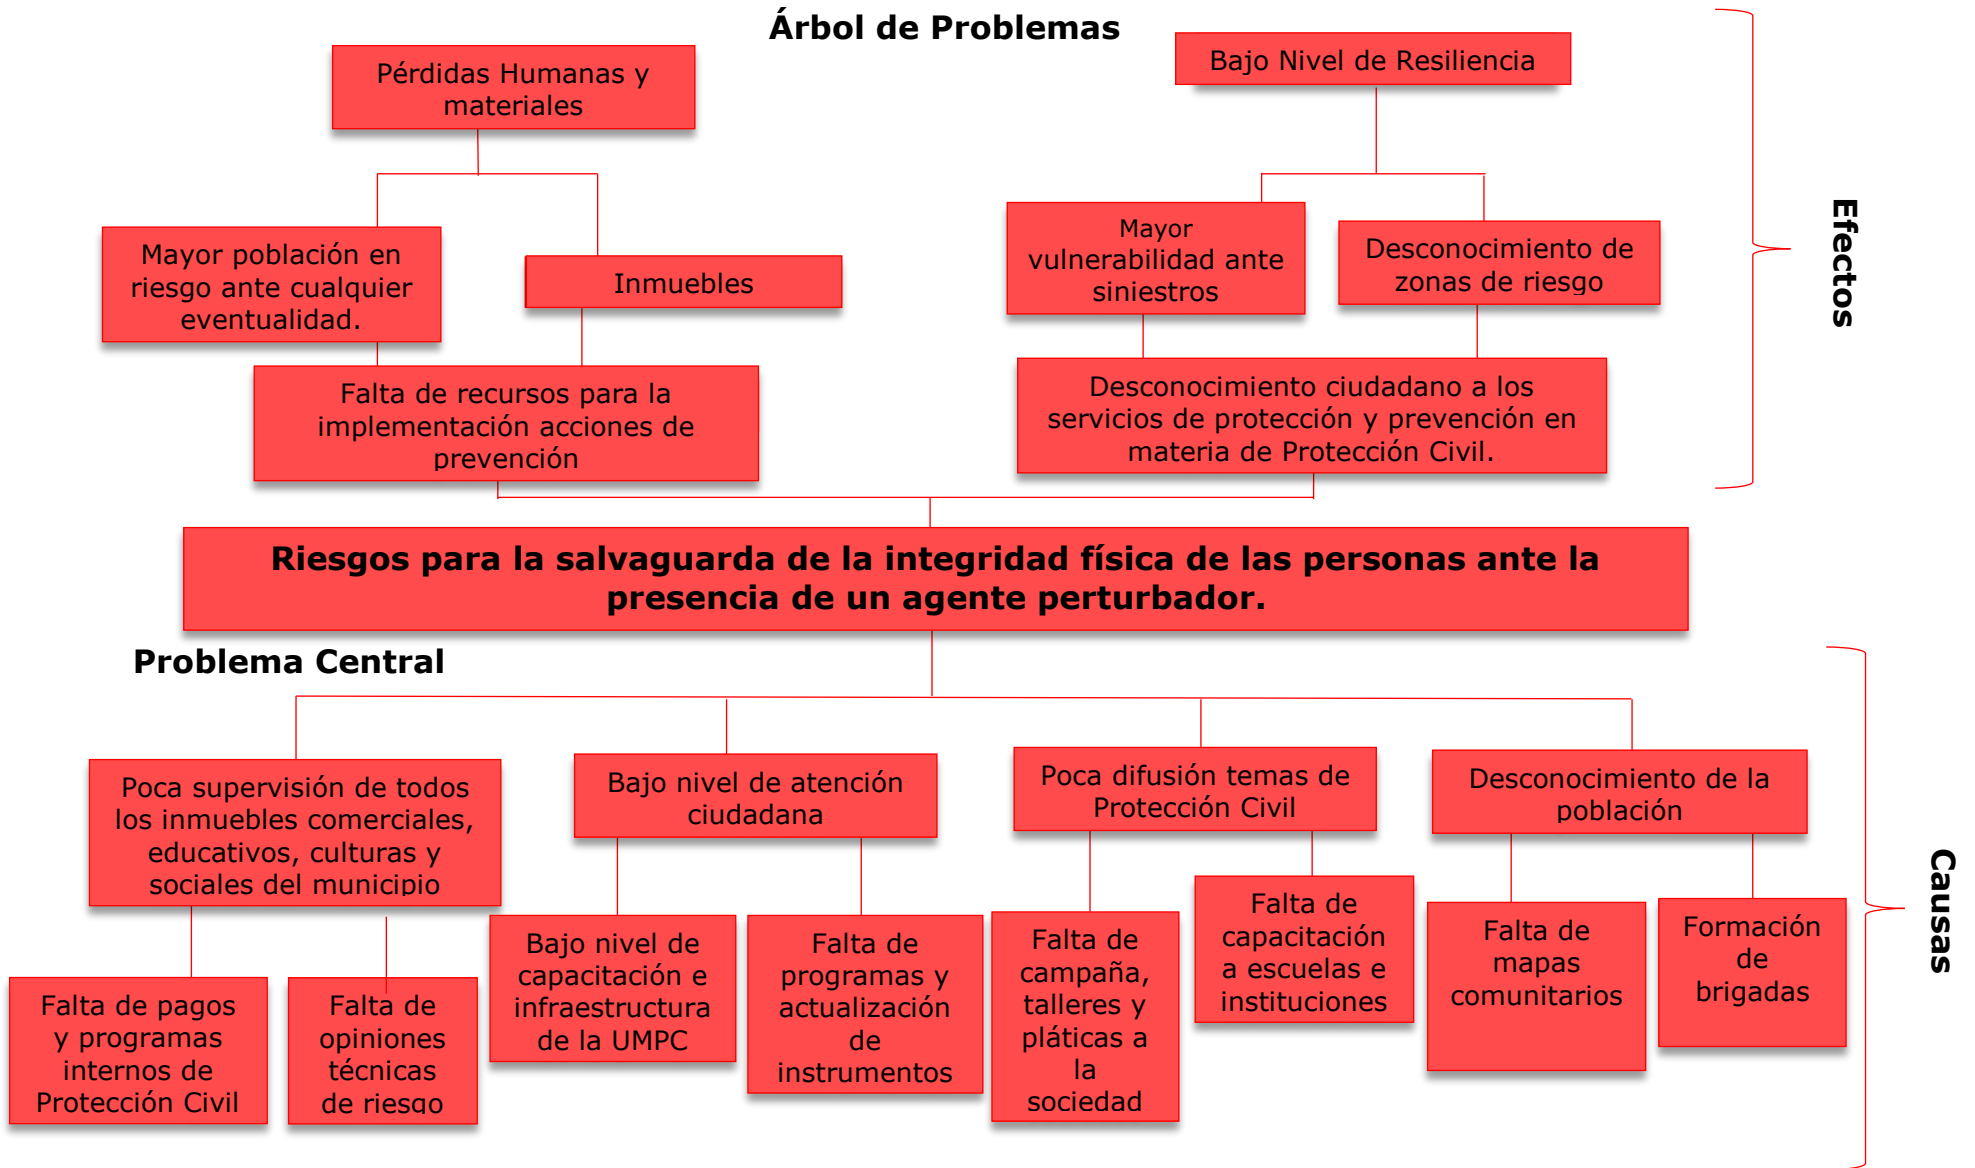 Árbol de Problemas
Pérdidas Humanas y
materiales
Bajo Nivel de Resiliencia
Mayor población en
riesgo ante cualquier
eventualidad.
Inmuebles
Mayor
vulnerabilidad ante
siniestros
Desconocimiento de
zonas de riesgo
Efectos
Falta de recursos para la
implementación acciones de
prevención
Desconocimiento ciudadano a los
servicios de protección y prevención en
materia de Protección Civil.
Riesgos para la salvaguarda de la integridad física de las personas ante la
presencia de un agente perturbador.
Problema Central
Poca supervisión de todos
los inmuebles comerciales,
educativos, culturas y
sociales del municipio
Bajo nivel de atención
ciudadana
Poca difusión temas de
Protección Civil
Desconocimiento de la
población
Causas
Falta de pagos
y programas
internos de
Protección Civil
Falta de
opiniones
técnicas
de riesgo
Bajo nivel de
capacitación e
infraestructura
de la UMPC
Falta de
programas y
actualización
de
instrumentos
Falta de
campaña,
talleres y
pláticas a
la
sociedad
Falta de
capacitación
a escuelas e
instituciones
Falta de
mapas
comunitarios
Formación
de
brigadas